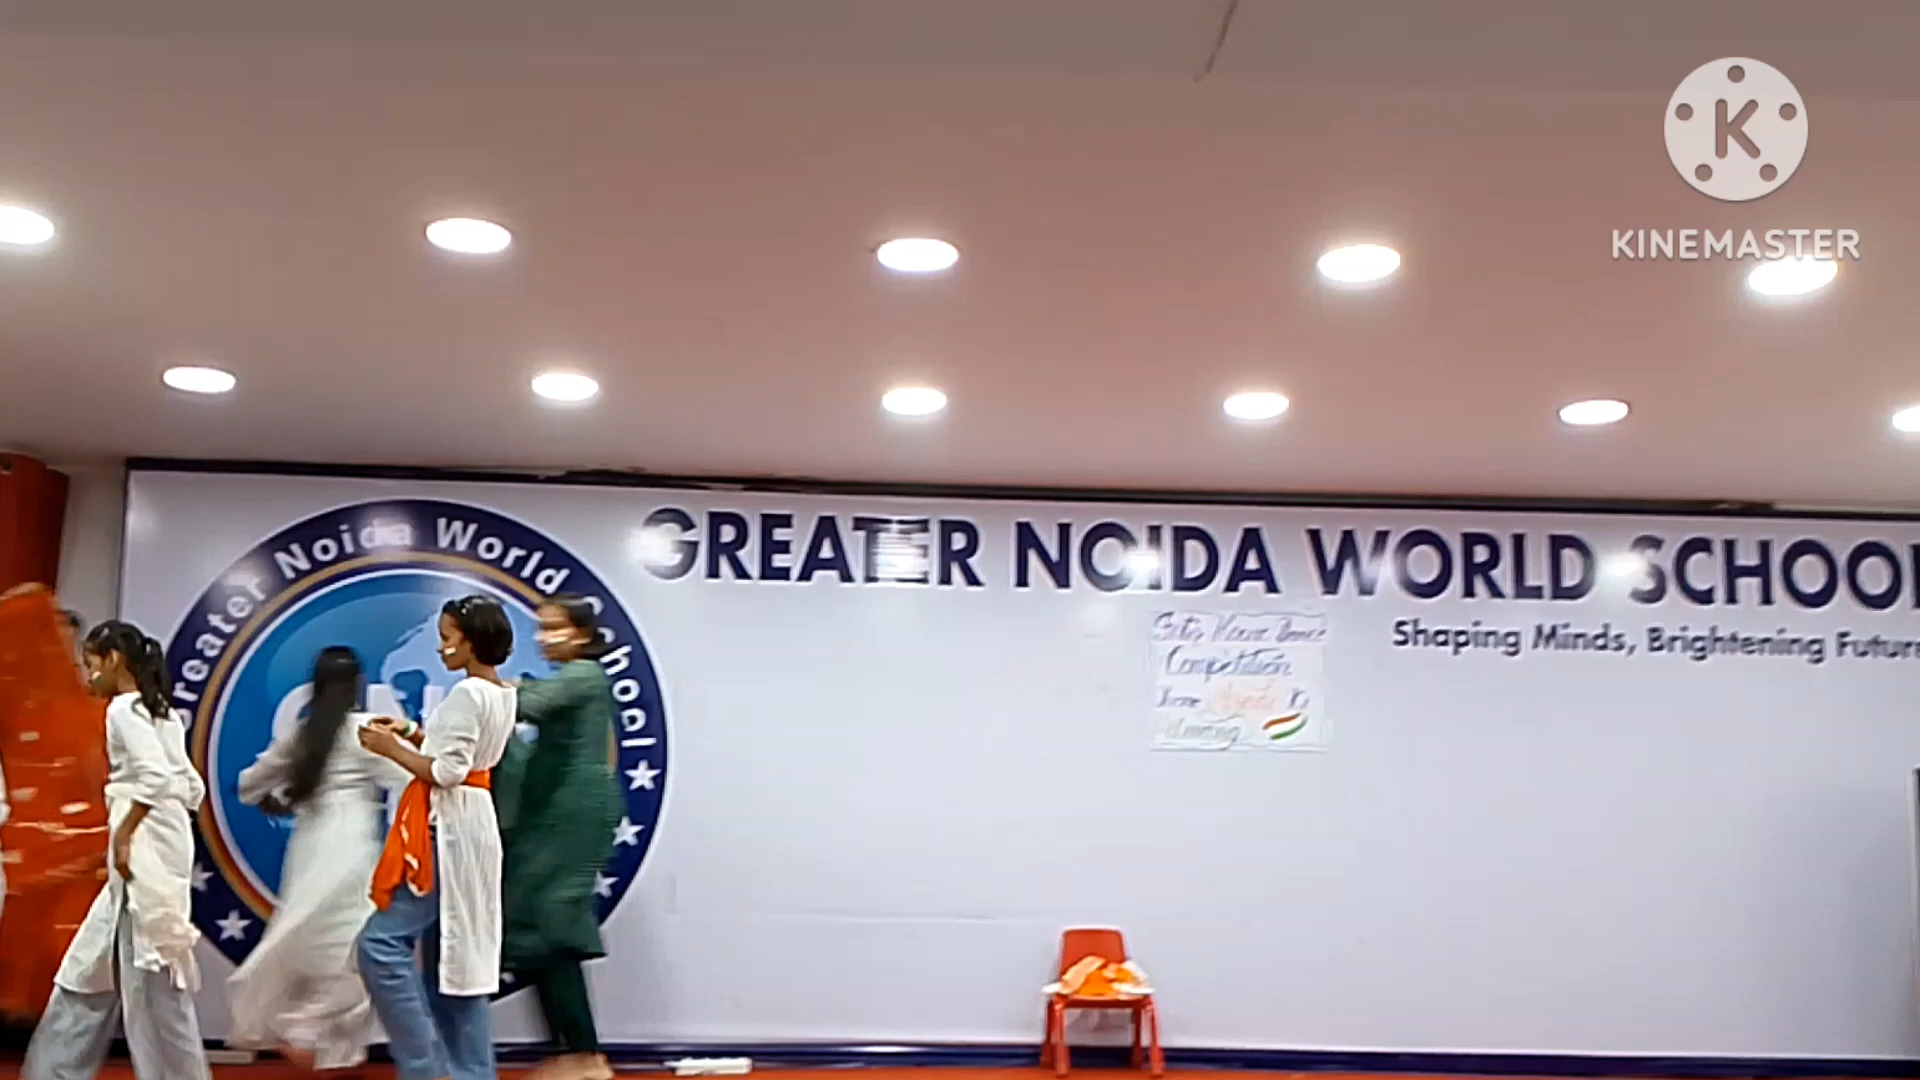 KINEMASTER
GREATER NOIDA WORLD SCHOOL
Shaping Minds, Brightening Future
Greater Noida World School
Competition